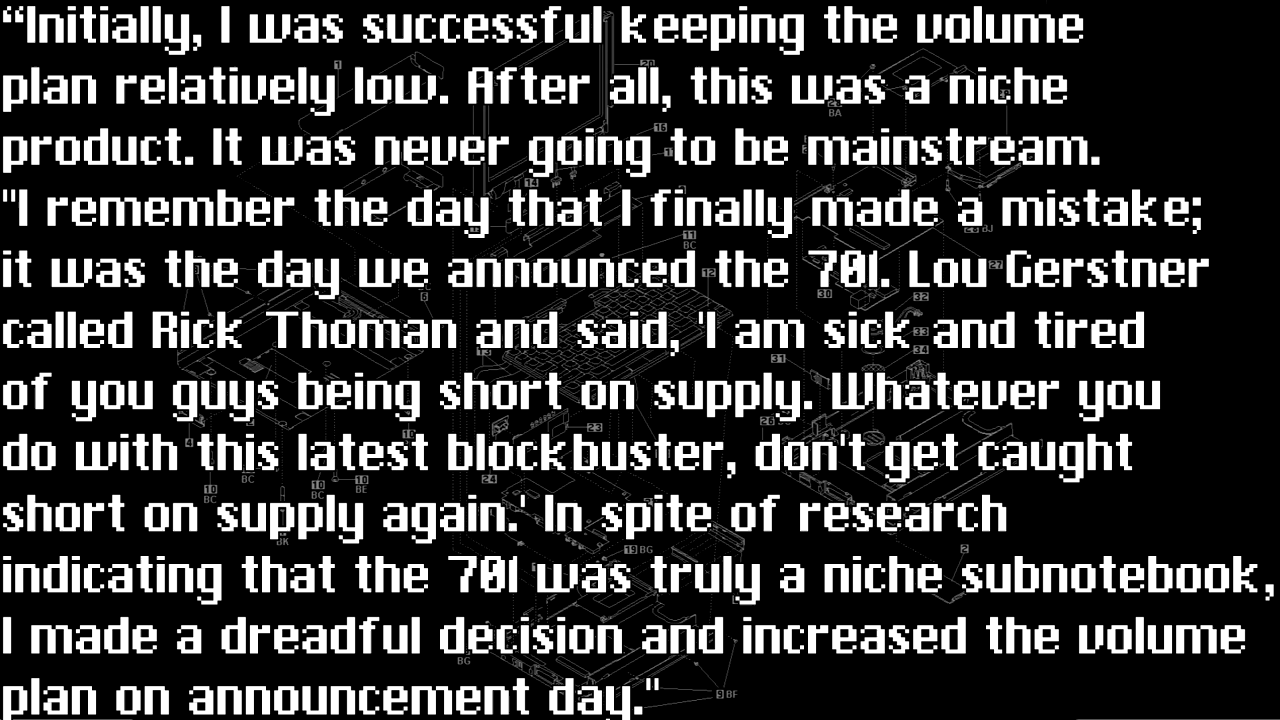 “Initially, I was successful keeping the volume
plan relatively low. After all, this was a niche
product. It was never going to be mainstream.
"I remember the day that I finally made a mistake;
it was the day we announced the 701. Lou Gerstner
called Rick Thoman and said, 'I am sick and tired
of you guys being short on supply. Whatever you
do with this latest blockbuster, don't get caught
short on supply again.' In spite of research
indicating that the 701 was truly a niche subnotebook,
I made a dreadful decision and increased the volume
plan on announcement day."